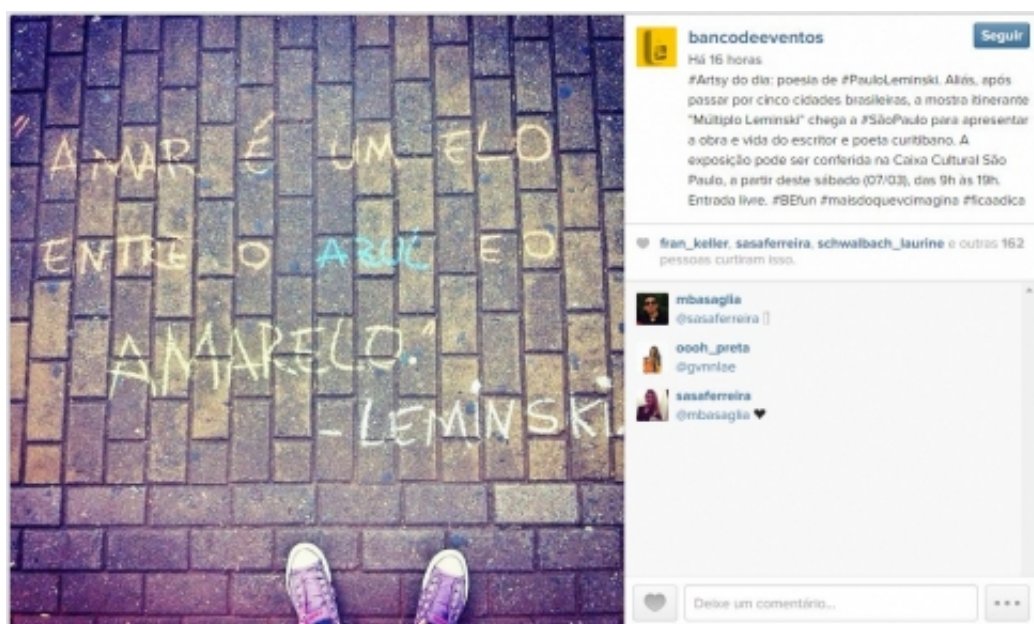 " AMAR É UM ELO
ENTRE O AZUL E O
AMARELO."
- LEMINSKI.
bancodeeventos
Seguir
Há 16 horas
#Artsy do dia: poesia de #PauloLeminski. Aliás, após
passar por cinco cidades brasileiras, a mostra itinerante
"Múltiplo Leminski" chega a #SãoPaulo para apresentar
a obra e vida do escritor e poeta curitibano. A
exposição pode ser conferida na Caixa Cultural São
Paulo, a partir deste sábado (07/03), das 9h às 19h.
Entrada livre. #BEfun #maisdoquevcimagina #ficaadica
fran_keller, sasaferreira, schwalbach_laurine e outras 162
pessoas curtiram isso.
mbasaglia
@sasaferreira
oooh_preta
@gvnnlae
sasaferreira
@mbasaglia ♥
Deixe um comentário...